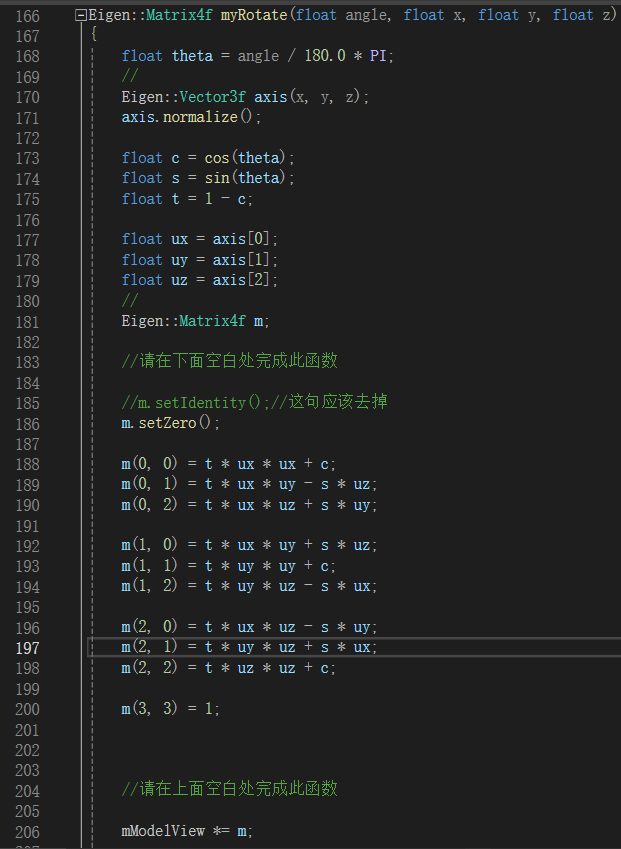 166 Eigen::Matrix4f myRotate(float angle, float x, float y, float z)
167 {
168 float theta = angle / 180.0 * PI;
169 //
170 Eigen::Vector3f axis(x, y, z);
171 axis.normalize();
172
173 float c = cos(theta);
174 float s = sin(theta);
175 float t = 1 - c;
176
177 float ux = axis[0];
178 float uy = axis[1];
179 float uz = axis[2];
180 //
181 Eigen::Matrix4f m;
182
183 //请在下面空白处完成此函数
184
185 //m.setIdentity();//这句应该去掉
186 m.setZero();
187
188 m(0, 0) = t * ux * ux + c;
189 m(0, 1) = t * ux * uy - s * uz;
190 m(0, 2) = t * ux * uz + s * uy;
191
192 m(1, 0) = t * ux * uy + s * uz;
193 m(1, 1) = t * uy * uy + c;
194 m(1, 2) = t * uy * uz - s * ux;
195
196 m(2, 0) = t * ux * uz - s * uy;
197 m(2, 1) = t * uy * uz + s * ux;
198 m(2, 2) = t * uz * uz + c;
199
200 m(3, 3) = 1;
201
202
203
204 //请在上面空白处完成此函数
205
206 mModelView *= m;